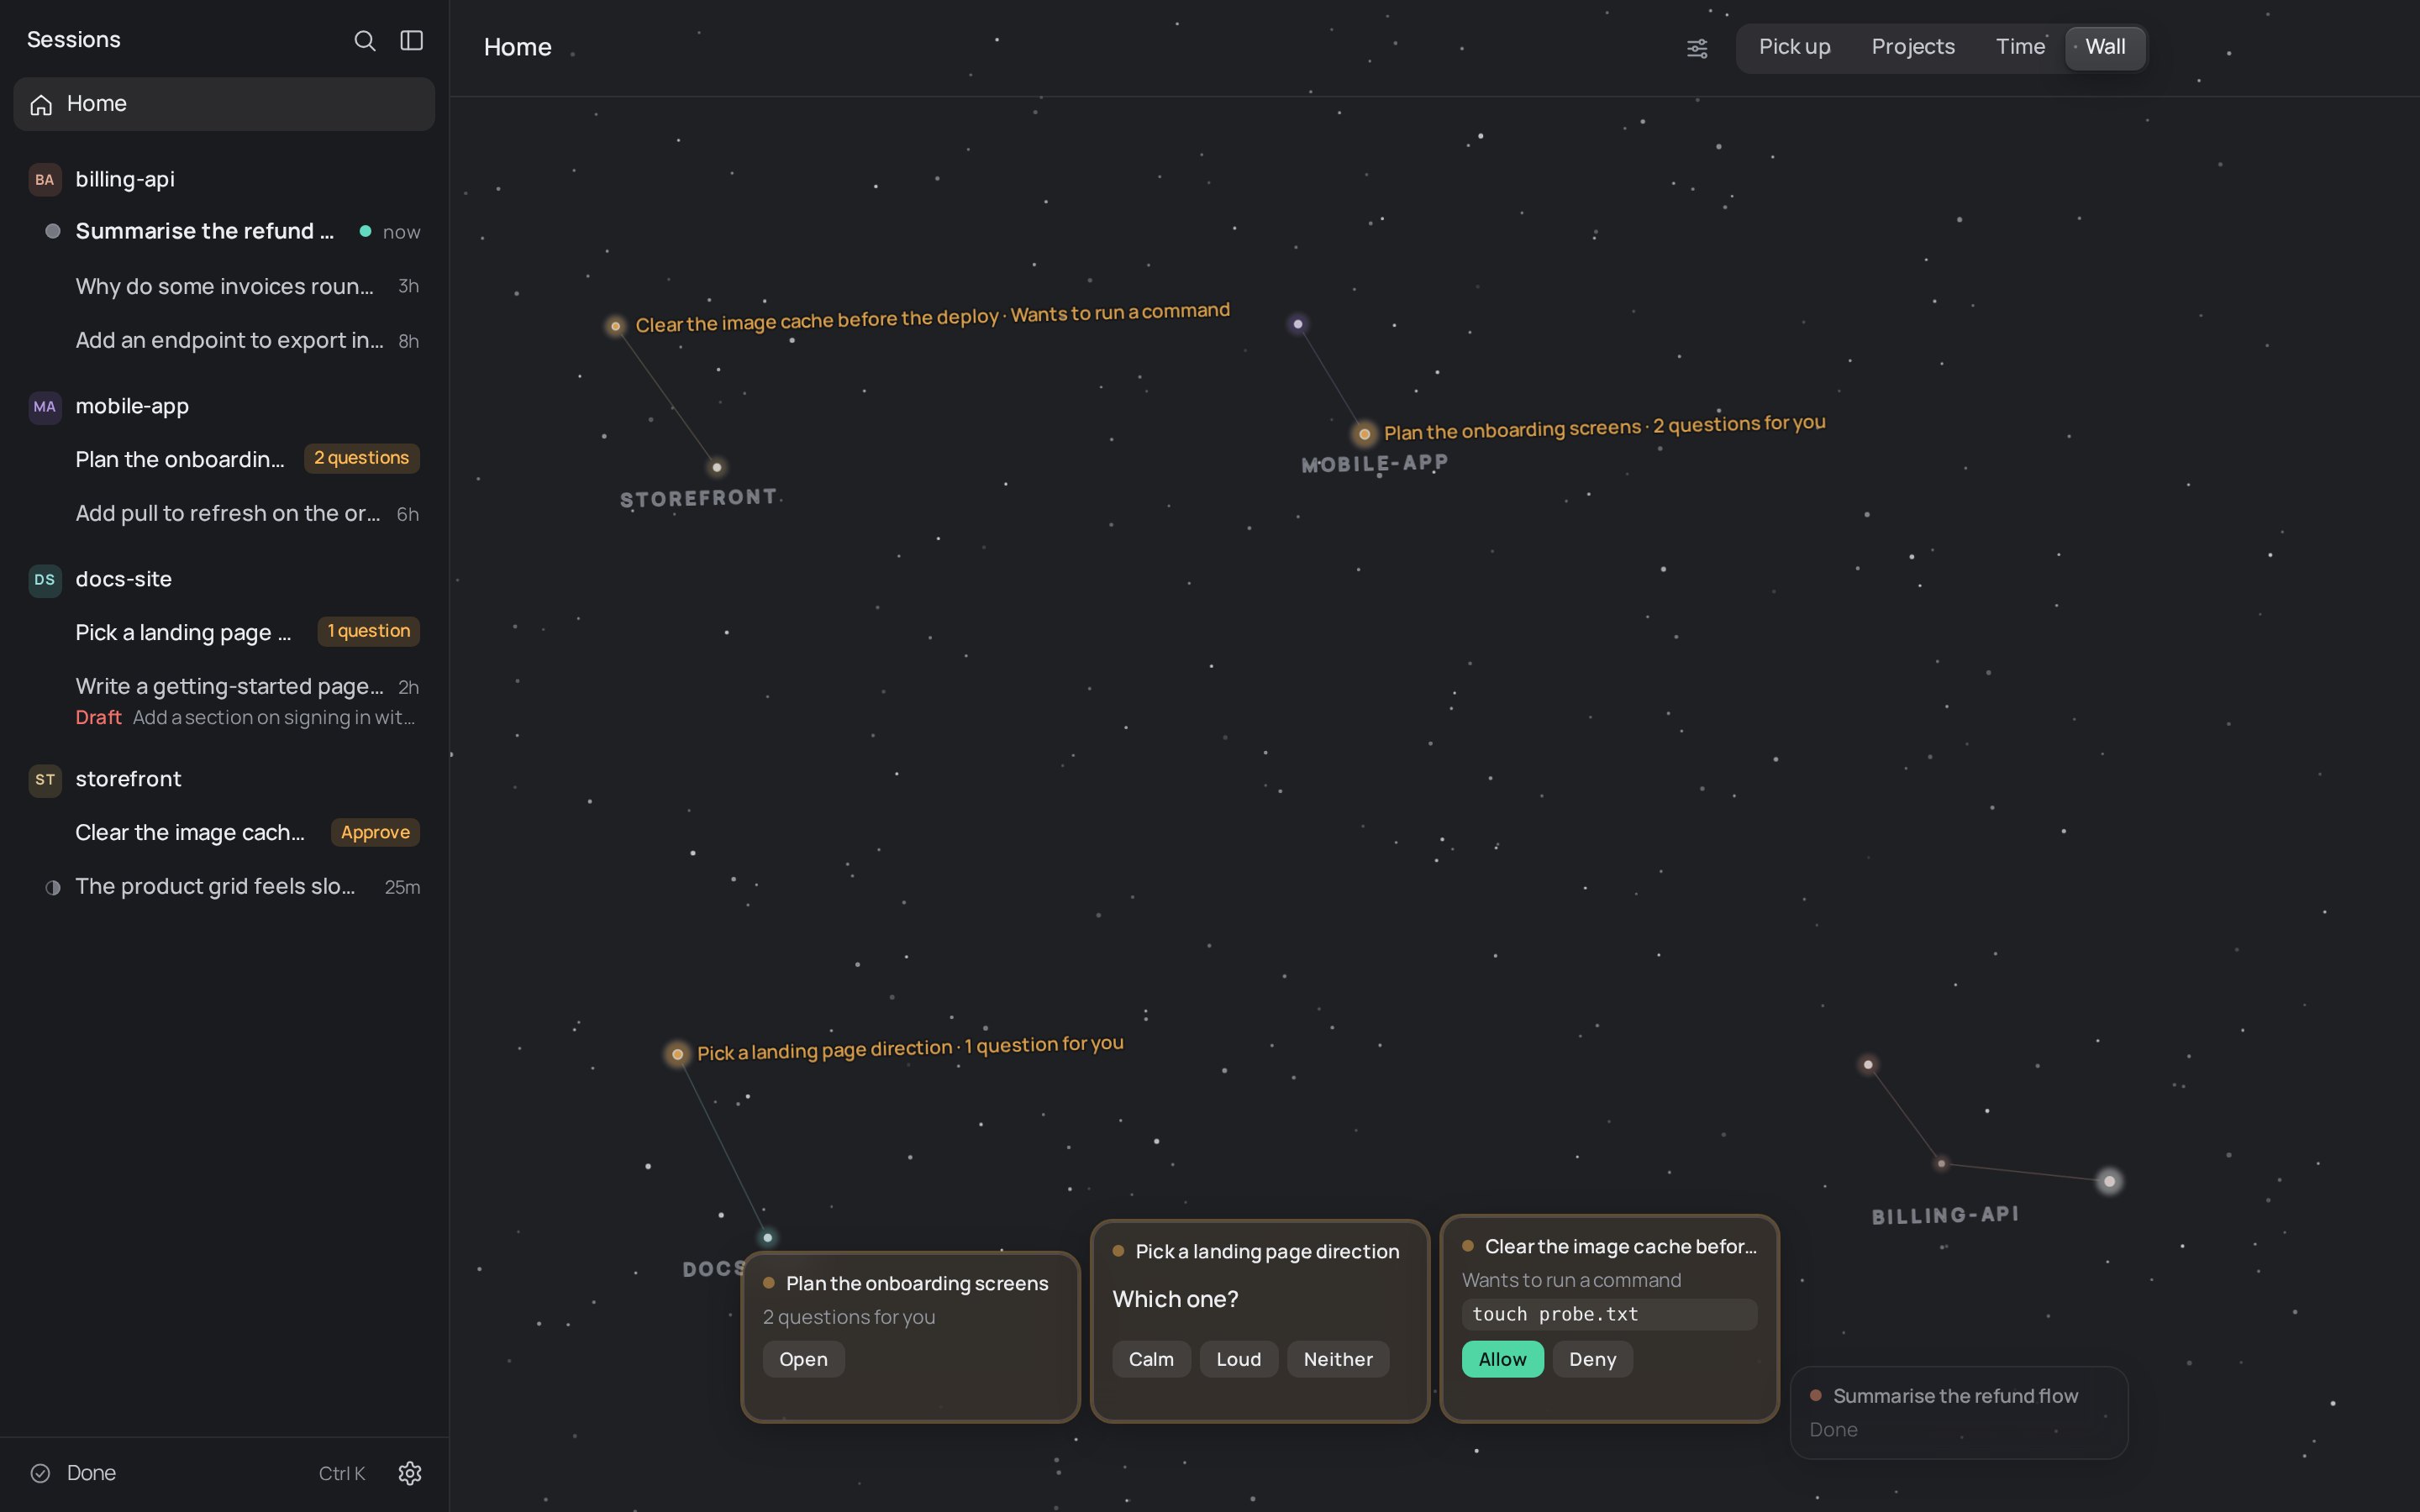 Sessions
Home
BA billing-api
Summarise the refund ... now
Why do some invoices roun... 3h
Add an endpoint to export in... 8h
MA mobile-app
Plan the onboardin... 2 questions
Add pull to refresh on the or... 6h
DS docs-site
Pick a landing page ... 1 question
Write a getting-started page... 2h
Draft Add a section on signing in wit...
ST storefront
Clear the image cach... Approve
The product grid feels slo... 25m
Done Ctrl K
Home
Pick up Projects Time Wall
Clear the image cache before the deploy · Wants to run a command
STOREFRONT
Plan the onboarding screens · 2 questions for you
MOBILE-APP
Pick a landing page direction · 1 question for you
DOCS
BILLING-API
Plan the onboarding screens
2 questions for you
Open
Pick a landing page direction
Which one?
Calm Loud Neither
Clear the image cache befor...
Wants to run a command
touch probe.txt
Allow Deny
Summarise the refund flow
Done